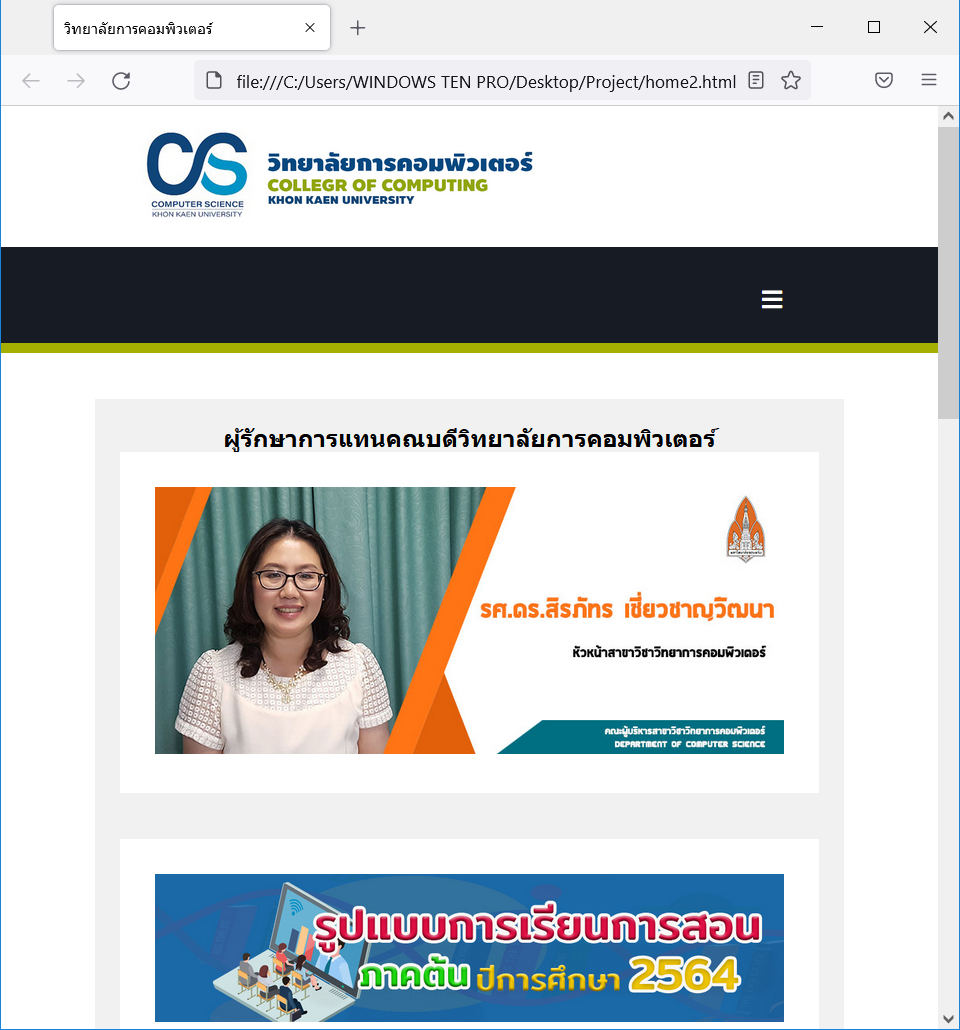 วิทยาลัยการคอมพิวเตอร์
file:///C:/Users/WINDOWS TEN PRO/Desktop/Project/home2.html
CS
COMPUTER SCIENCE
KHON KAEN UNIVERSITY
วิทยาลัยการคอมพิวเตอร์
COLLEGR OF COMPUTING
KHON KAEN UNIVERSITY
ผู้รักษาการแทนคณบดีวิทยาลัยการคอมพิวเตอร์
รศ.ดร.สิรภัทร เชี่ยวชาญวัฒนา
หัวหน้าสาขาวิชาวิทยาการคอมพิวเตอร์
คณะผู้บริหารสาขาวิชาวิทยาการคอมพิวเตอร์
DEPARTMENT OF COMPUTER SCIENCE
รูปแบบการเรียนการสอน
ภาคต้น ปีการศึกษา 2564